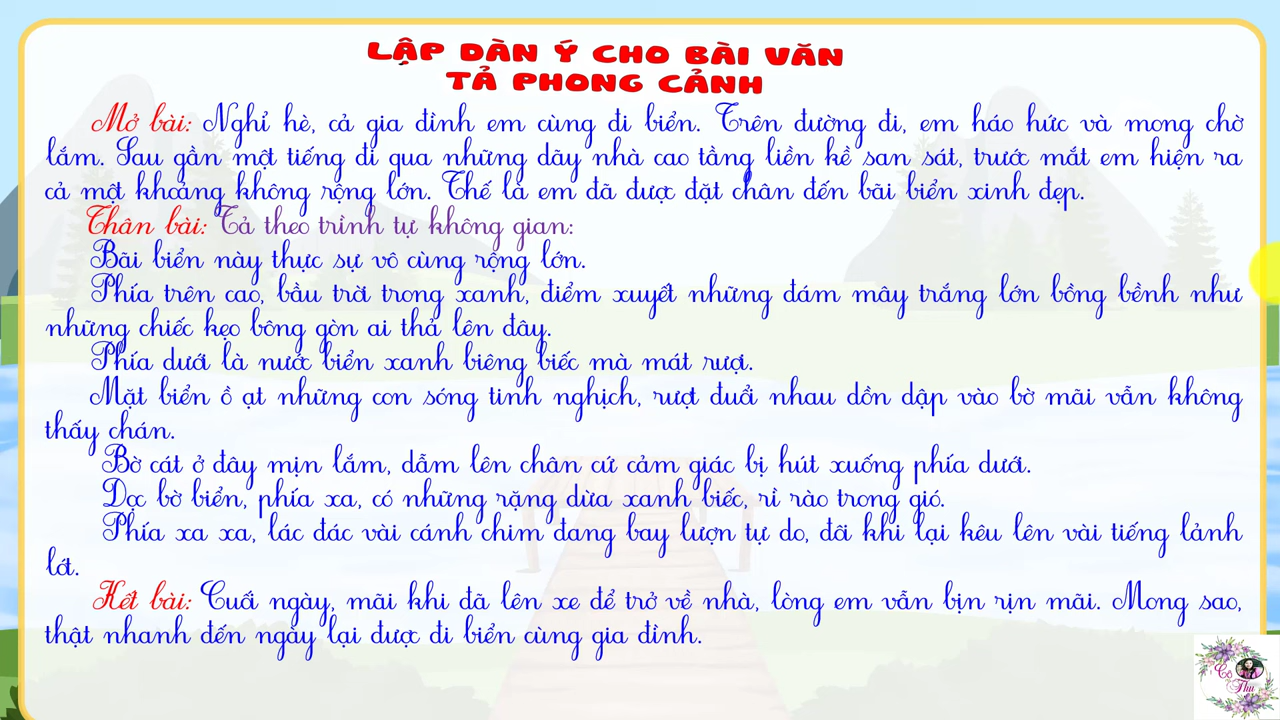 LẬP DÀN Ý CHO BÀI VĂN
TẢ PHONG CẢNH
Mở bài: Nghỉ hè, cả gia đình em cùng đi biển. Trên đường đi, em háo hức và mong chờ
lắm. Sau gần một tiếng đi qua những dãy nhà cao tầng liền kề san sát, trước mắt em hiện ra
cả một khoảng không rộng lớn. Thế là em đã được đặt chân đến bãi biển xinh đẹp.
Thân bài: Tả theo trình tự không gian:
Bãi biển này thực sự vô cùng rộng lớn.
Phía trên cao, bầu trời trong xanh, điểm xuyết những đám mây trắng lớn bồng bềnh như
những chiếc kẹo bông gòn ai thả lên đây.
Phía dưới là nước biển xanh biêng biếc mà mát rượi.
Mặt biển ồ ạt những con sóng tinh nghịch, rượt đuổi nhau dồn dập vào bờ mãi vẫn không
thấy chán.
Bờ cát ở đây mịn lắm, dẫm lên chân cứ cảm giác bị hút xuống phía dưới.
Dọc bờ biển, phía xa, có những rặng dừa xanh biếc, rì rào trong gió.
Phía xa xa, lác đác vài cánh chim đang bay lượn tự do, đôi khi lại kêu lên vài tiếng lảnh
lót.
Kết bài: Cuối ngày, mãi khi đã lên xe để trở về nhà, lòng em vẫn bịn rịn mãi. Mong sao,
thật nhanh đến ngày lại được đi biển cùng gia đình.
Cô
Thu